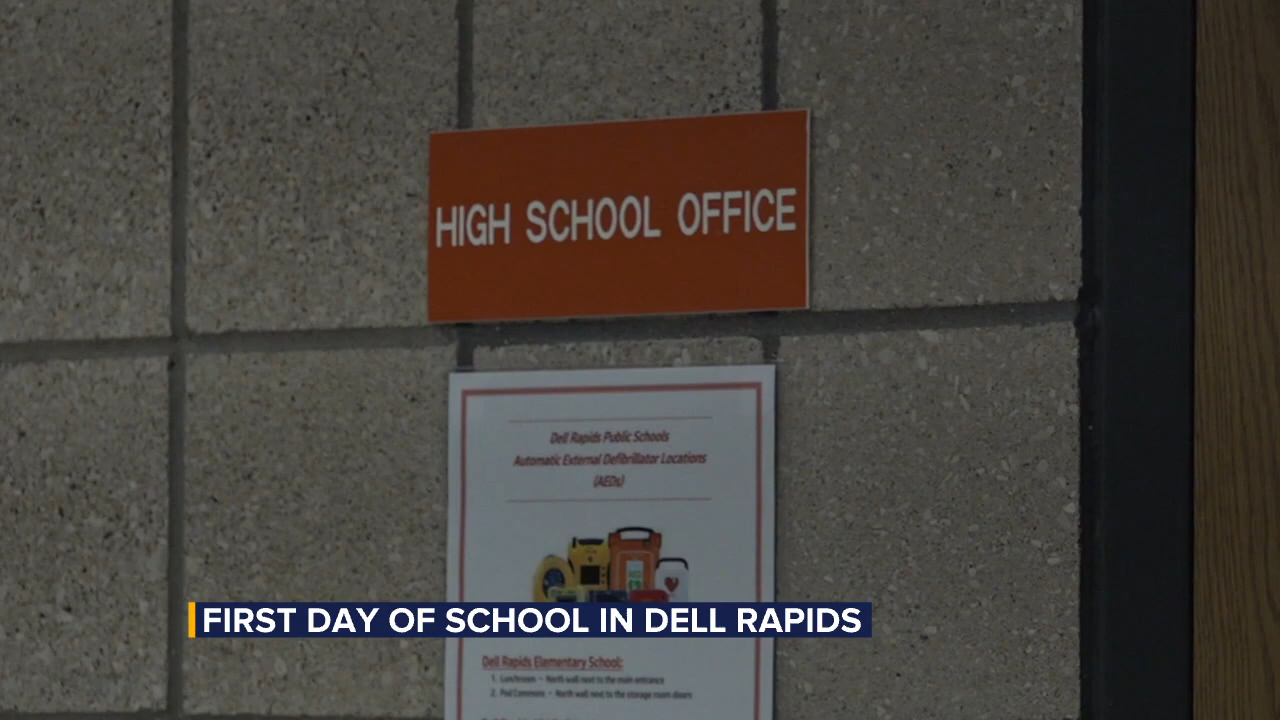 HIGH SCHOOL OFFICE
Dell Rapids Public Schools
Automatic External Defibrillator Locations
(AEDs)
FIRST DAY OF SCHOOL IN DELL RAPIDS
Dell Rapids Elementary School:
1. Lunchroom - North wall next to the main entrance
2. Pod Commons - North wall next to the storage room doors